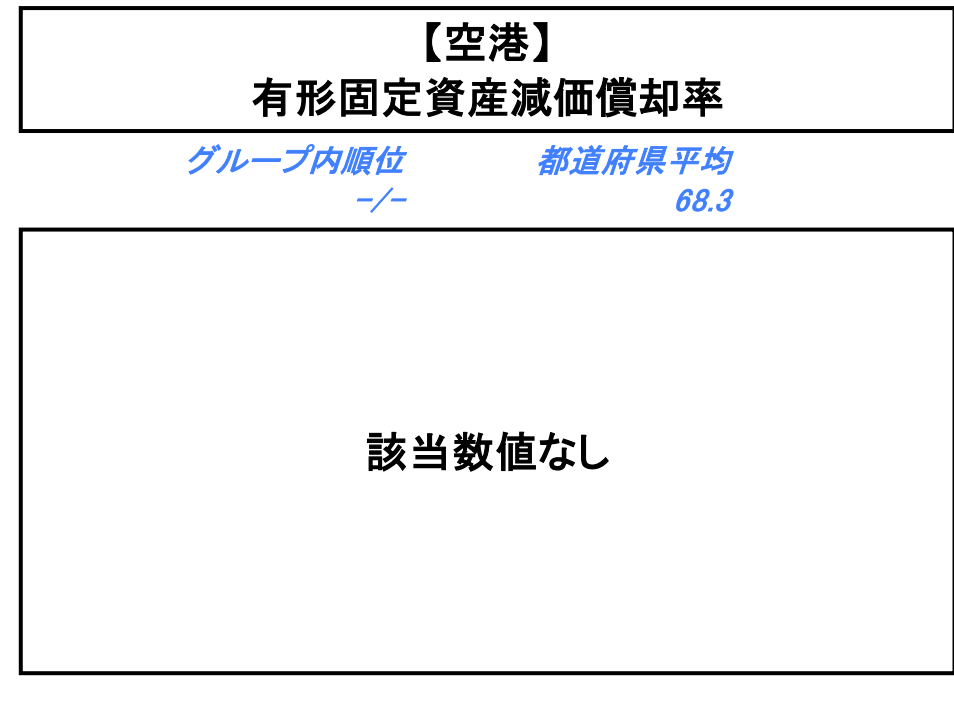 【空港】
有形固定資産減価償却率
グループ内順位 都道府県平均
-/- 68.3
該当数値なし